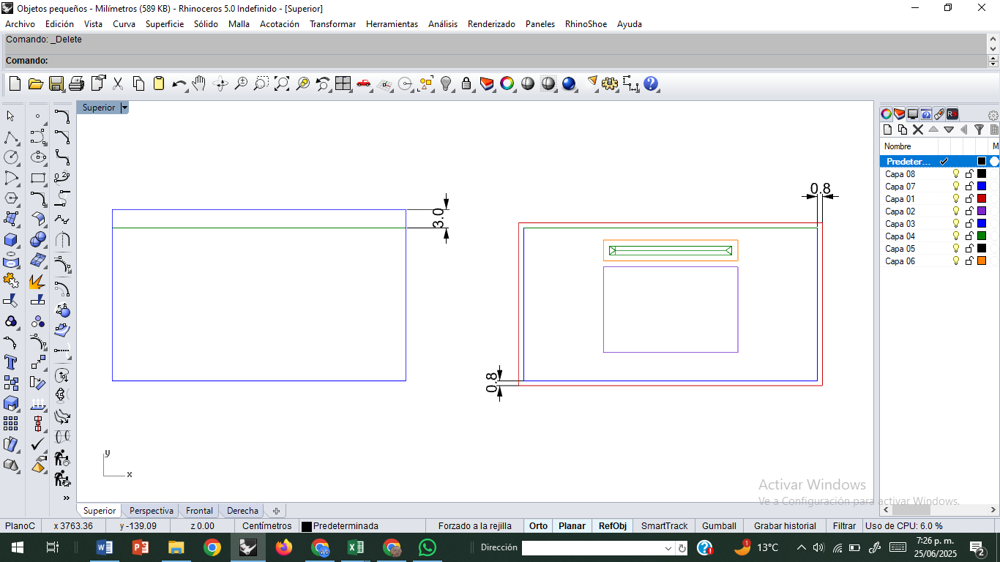 Objetos pequeños - Milímetros (589 KB) - Rhinoceros 5.0 Indefinido - [Superior]
Archivo Edición Vista Curva Superficie Sólido Malla Acotación Transformar Herramientas Análisis Renderizado Paneles RhinoShoe Ayuda
Comando: _Delete
Comando:
Superior
Nombre M
Predeter...
Capa 08
Capa 07
Capa 01
Capa 02
Capa 03
Capa 04
Capa 05
Capa 06
0.8
3.0
0.8
y
x
Activar Windows
Ve a Configuración para activar Windows.
Superior Perspectiva Frontal Derecha
PlanoC x 3763.36 y -139.09 z 0.00 Centímetros Predeterminada Forzado a la rejilla Orto Planar RefObj SmartTrack Gumball Grabar historial Filtrar Uso de CPU: 6.0 %
Dirección 13°C 7:26 p. m.
25/06/2025
2